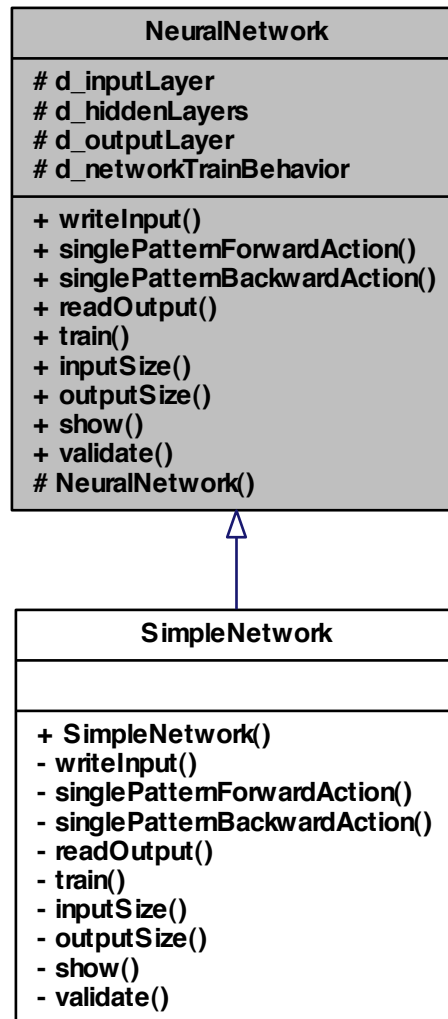 NeuralNetwork
# d_inputLayer
# d_hiddenLayers
# d_outputLayer
# d_networkTrainBehavior
+ writeInput()
+ singlePatternForwardAction()
+ singlePatternBackwardAction()
+ readOutput()
+ train()
+ inputSize()
+ outputSize()
+ show()
+ validate()
# NeuralNetwork()
SimpleNetwork
+ SimpleNetwork()
- writeInput()
- singlePatternForwardAction()
- singlePatternBackwardAction()
- readOutput()
- train()
- inputSize()
- outputSize()
- show()
- validate()